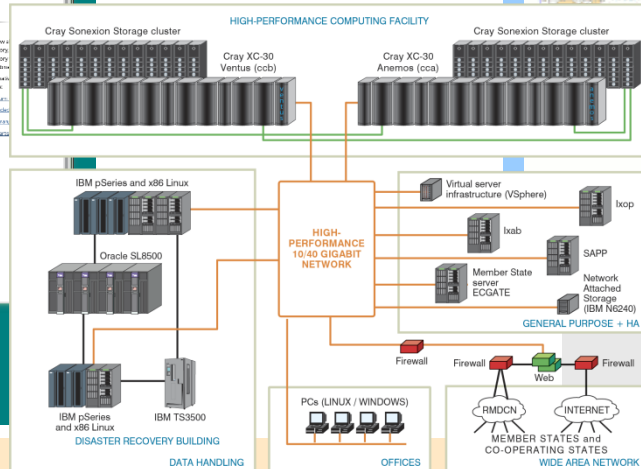 HIGH-PERFORMANCE COMPUTING FACILITY
Cray Sonexion Storage cluster
Cray XC-30
Ventus (ccb)
Cray XC-30
Anemos (cca)
Cray Sonexion Storage cluster
IBM pSeries and x86 Linux
Oracle SL8500
IBM pSeries
and x86 Linux
IBM TS3500
DISASTER RECOVERY BUILDING
DATA HANDLING
HIGH-
PERFORMANCE
10/40 GIGABIT
NETWORK
Virtual server
infrastructure (VSphere)
Ixop
Ixab
SAPP
Member State
server
ECGATE
Network
Attached
Storage
(IBM N6240)
GENERAL PURPOSE + HA
Firewall
Firewall
Web
Firewall
PCs (LINUX / WINDOWS)
OFFICES
RMDCN
INTERNET
MEMBER STATES and
CO-OPERATING STATES
WIDE AREA NETWORK